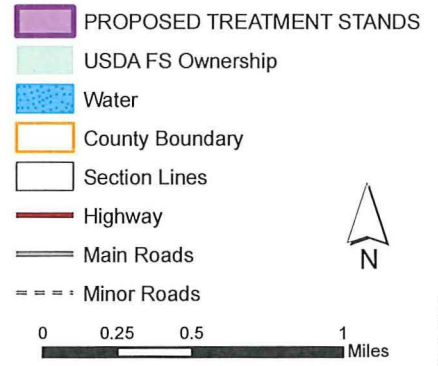 PROPOSED TREATMENT STANDS
USDA FS Ownership
Water
County Boundary
Section Lines
Highway
Main Roads
Minor Roads
N
0 0.25 0.5 1
Miles